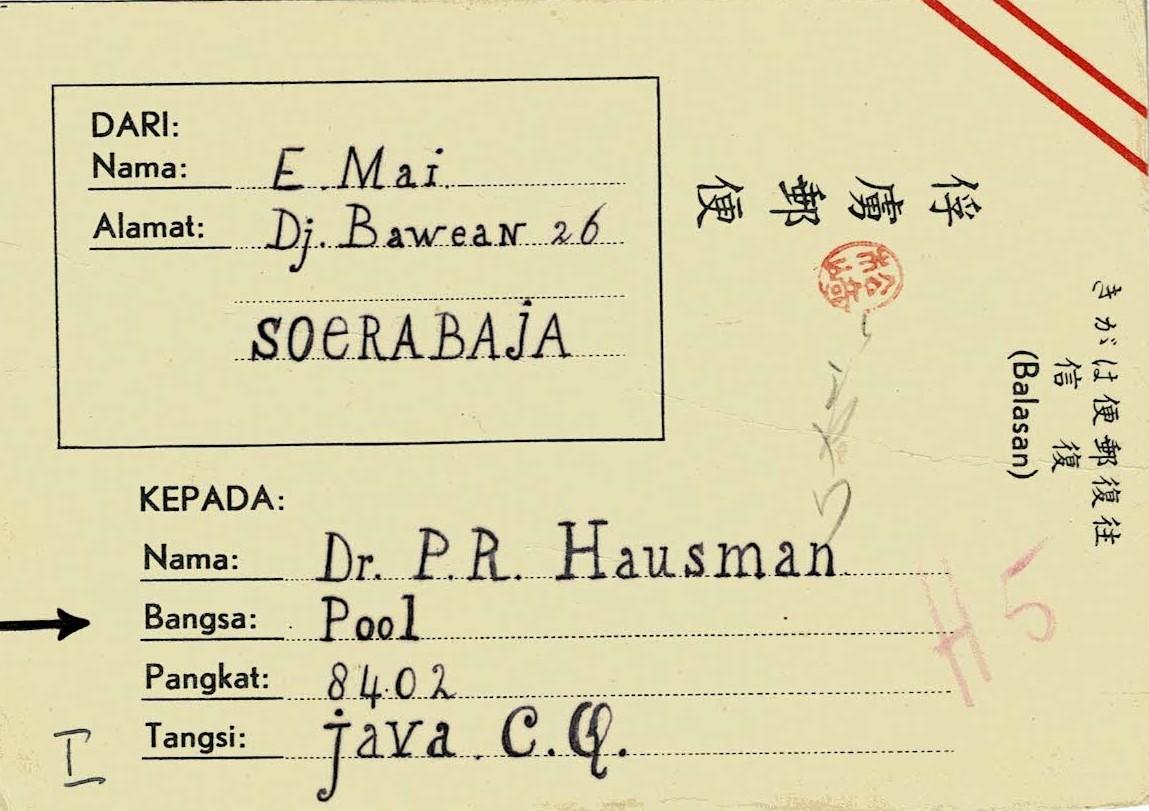 DARI:
Nama: E. Mai.
Alamat: Dj. Bawean 26
SOERABAJA
俘虜郵便
往復郵便はがき
復信
(Balasan)
KEPADA:
Nama: Dr. P.R. Hausman
Bangsa: Pool
Pangkat: 8402
Tangsi: java C.Q.
H5
I